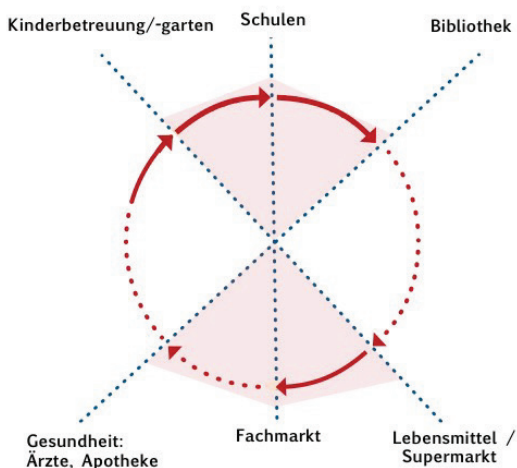 Kinderbetreuung/-garten
Schulen
Bibliothek
Gesundheit:
Ärzte, Apotheke
Fachmarkt
Lebensmittel /
Supermarkt